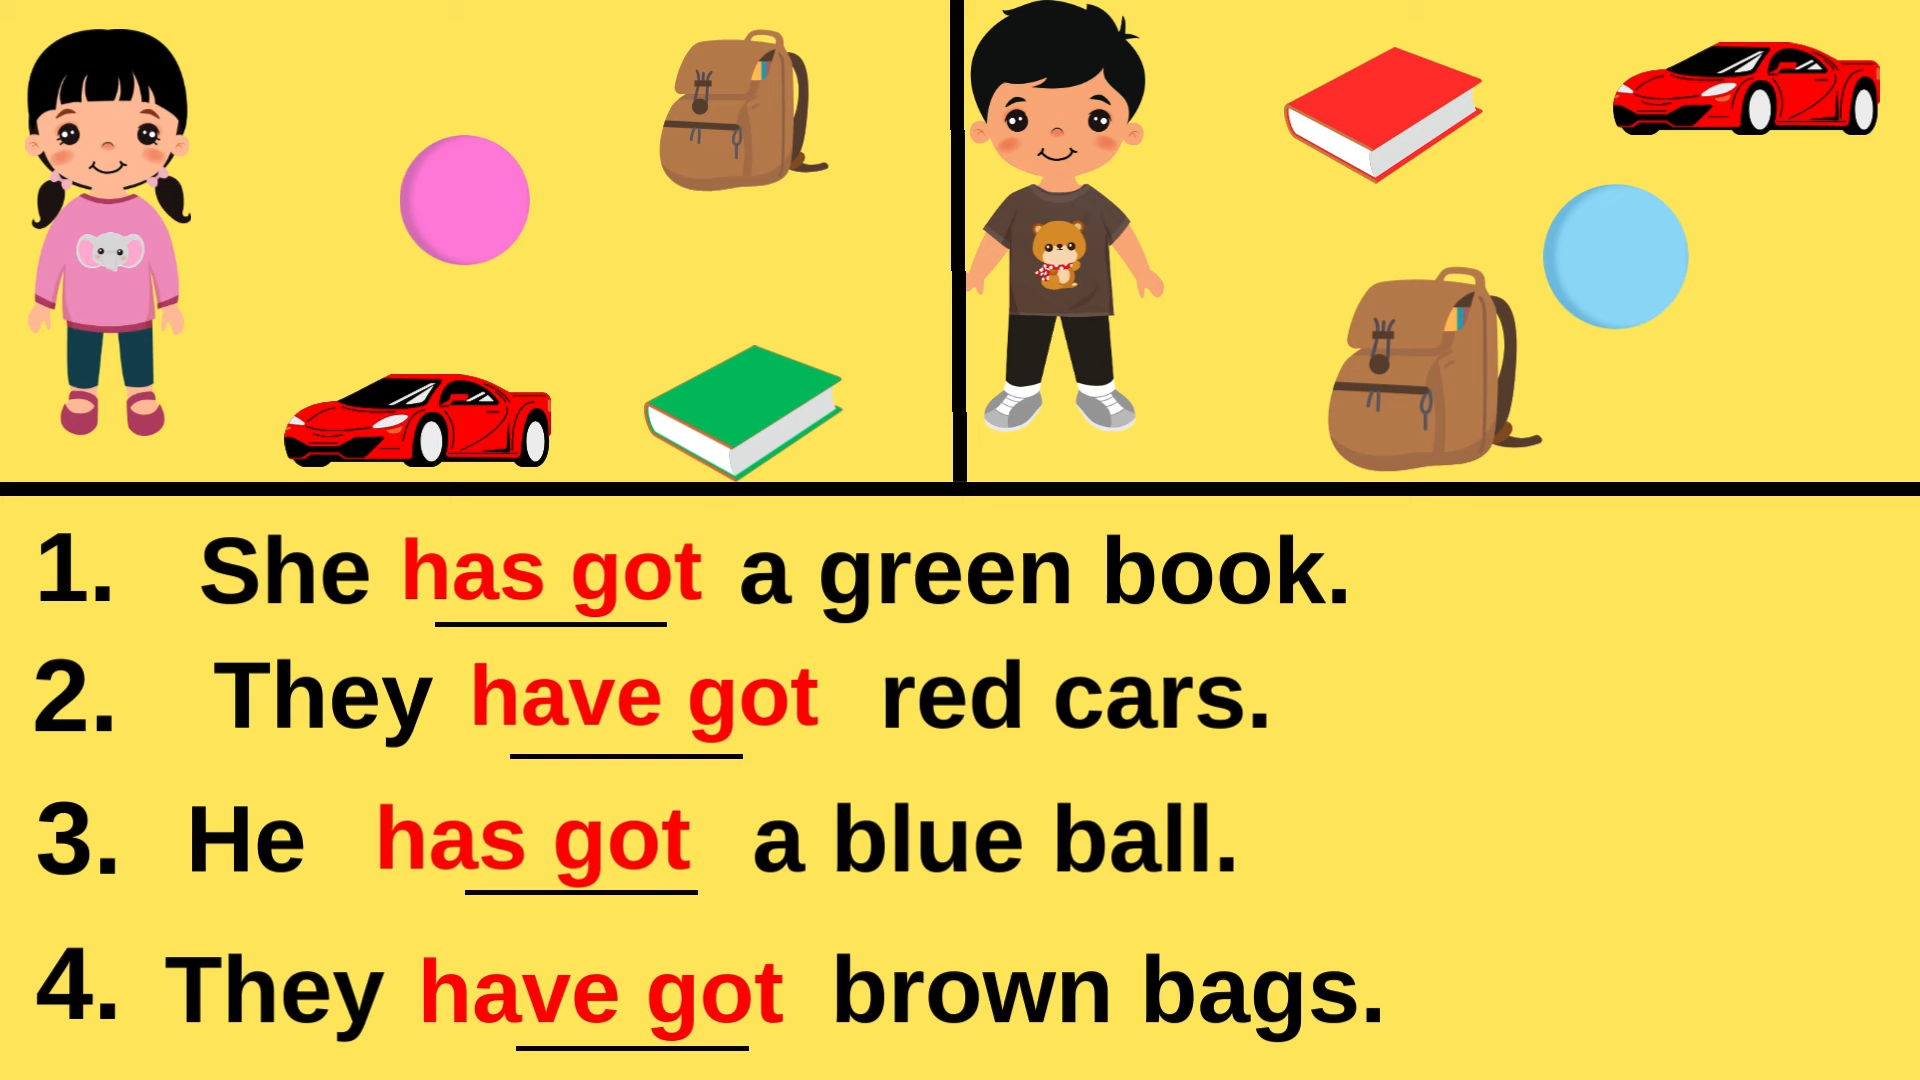 1. She has got a green book.
2. They have got red cars.
3. He has got a blue ball.
4. They have got brown bags.